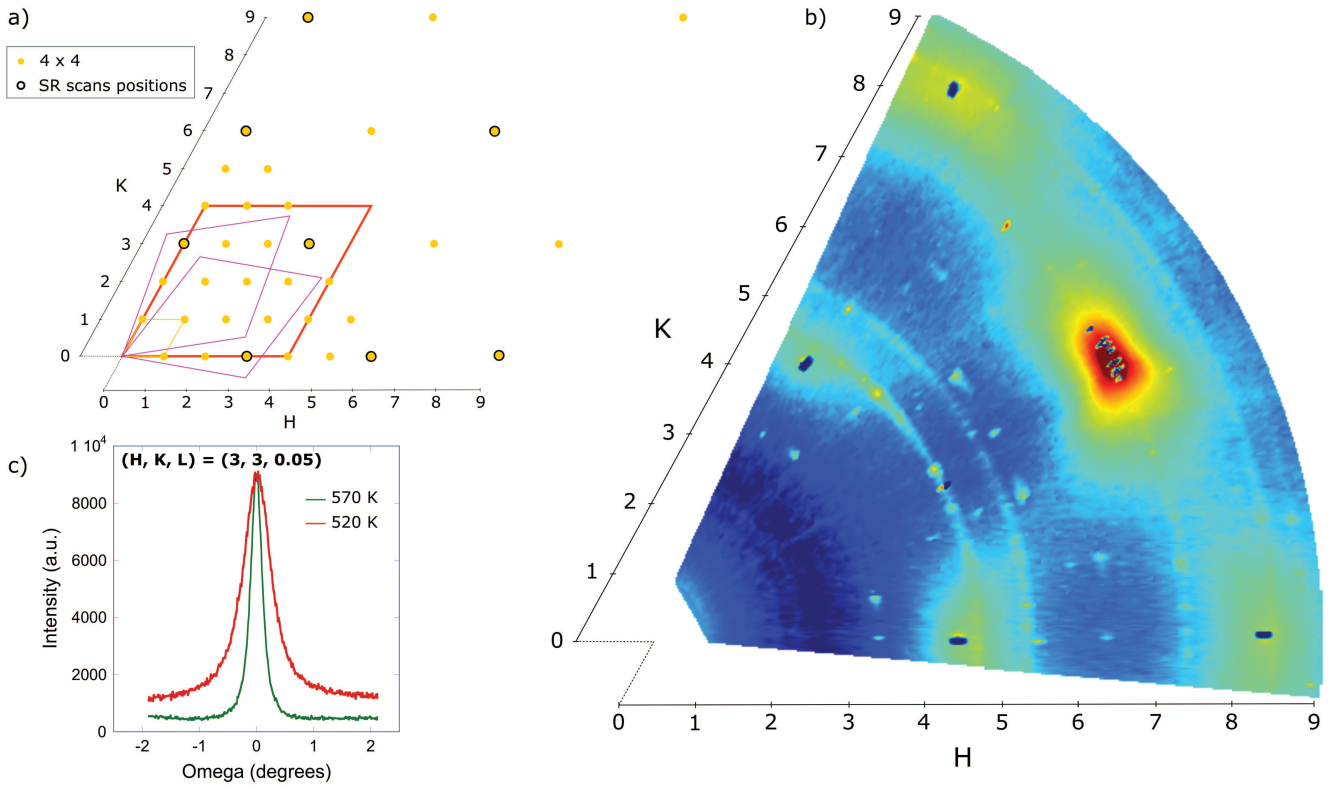 a)
4 x 4
SR scans positions
9
8
7
6
5
K
4
3
2
1
0
0 1 2 3 4 5 6 7 8 9
H
b)
9
8
7
6
5
K
4
3
2
1
0
0 1 2 3 4 5 6 7 8 9
H
c)
1 10⁴
(H, K, L) = (3, 3, 0.05)
570 K
520 K
8000
6000
4000
2000
0
Intensity (a.u.)
-2 -1 0 1 2
Omega (degrees)